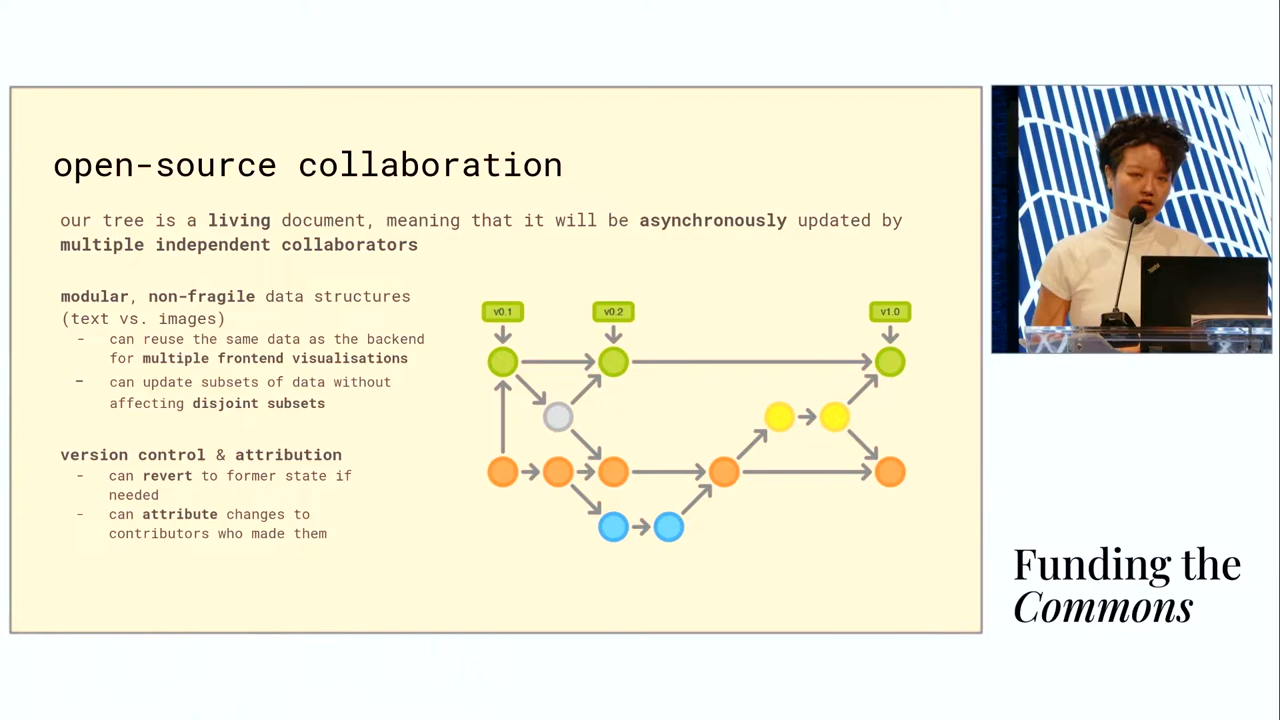 open-source collaboration
our tree is a living document, meaning that it will be asynchronously updated by
multiple independent collaborators
modular, non-fragile data structures
(text vs. images)
- can reuse the same data as the backend
for multiple frontend visualisations
- can update subsets of data without
affecting disjoint subsets
version control & attribution
- can revert to former state if
needed
- can attribute changes to
contributors who made them
v0.1
v0.2
v1.0
ThinkPad
Funding the
Commons